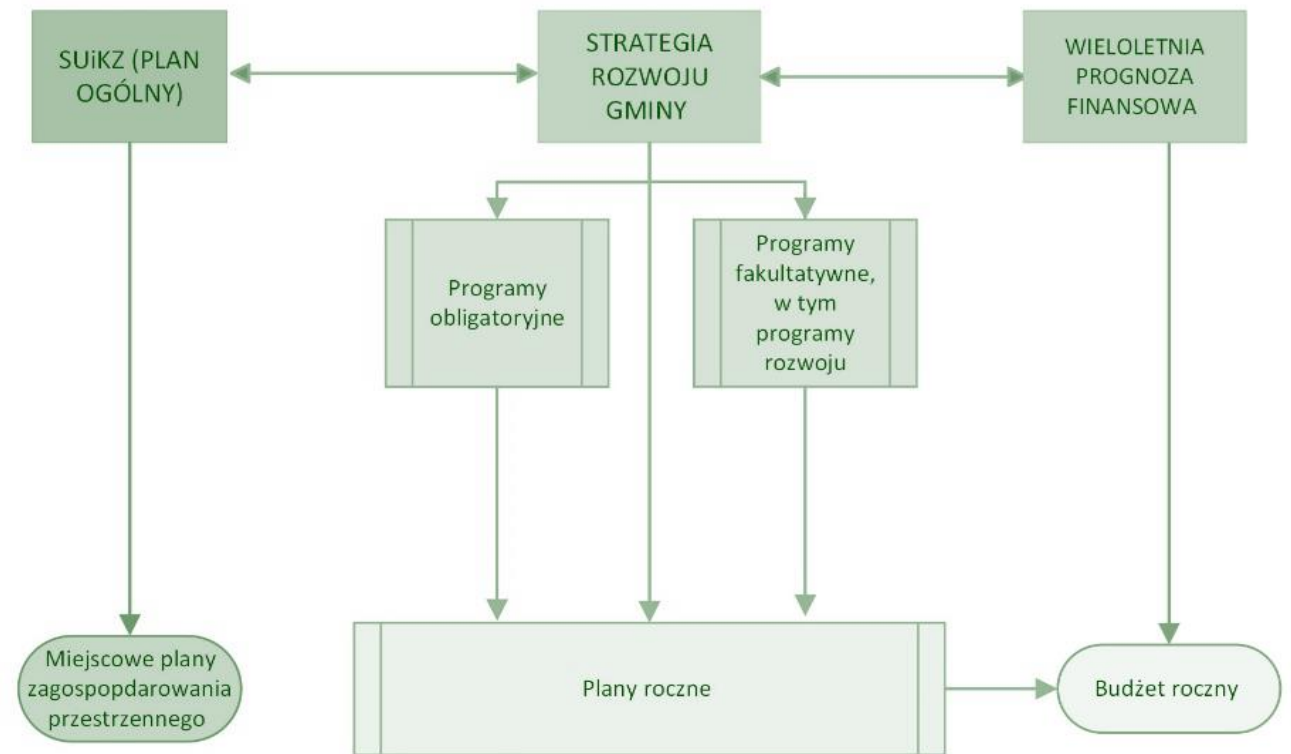 SUiKZ (PLAN
OGÓLNY)
STRATEGIA
ROZWOJU
GMINY
WIELOLETNIA
PROGNOZA
FINANSOWA
Programy
obligatoryjne
Programy
fakultatywne,
w tym
programy
rozwoju
Miejscowe plany
zagospopdarowania
przestrzennego
Plany roczne
Budżet roczny